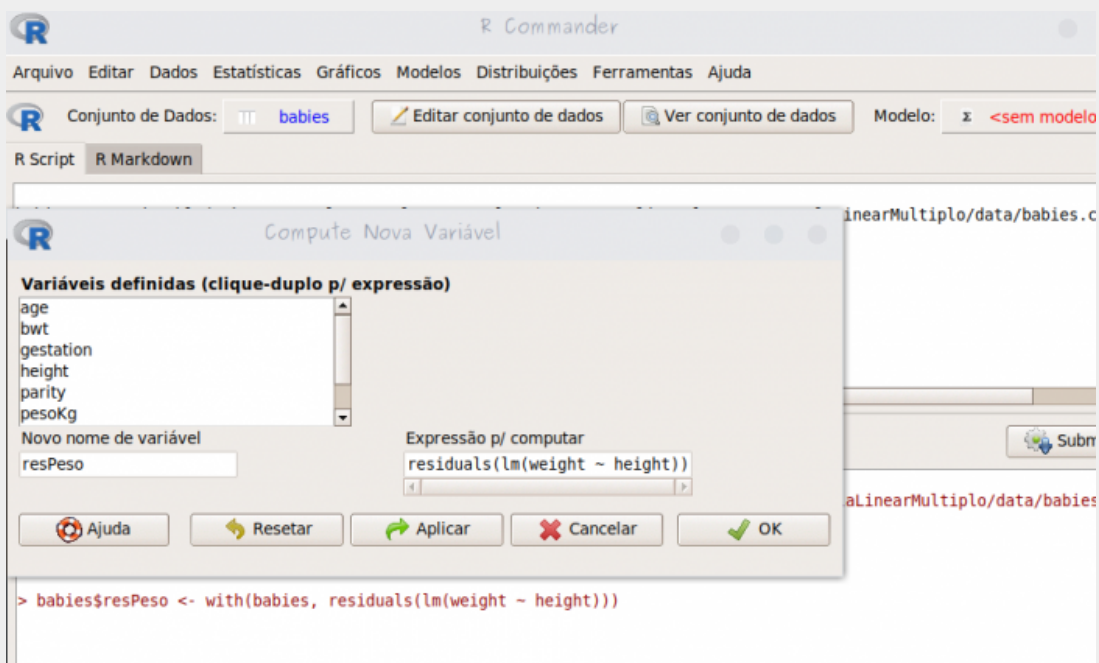 R Commander
Arquivo Editar Dados Estatísticas Gráficos Modelos Distribuições Ferramentas Ajuda
R Conjunto de Dados: babies Editar conjunto de dados Ver conjunto de dados Modelo: Σ <sem modelo
R Script R Markdown
inearMultiplo/data/babies.c
R Compute Nova Variável
Variáveis definidas (clique-duplo p/ expressão)
age
bwt
gestation
height
parity
pesoKg
Novo nome de variável Expressão p/ computar
resPeso residuals(lm(weight ~ height))
Subm
aLinearMultiplo/data/babies
Ajuda Resetar Aplicar Cancelar OK
> babies$resPeso <- with(babies, residuals(lm(weight ~ height)))